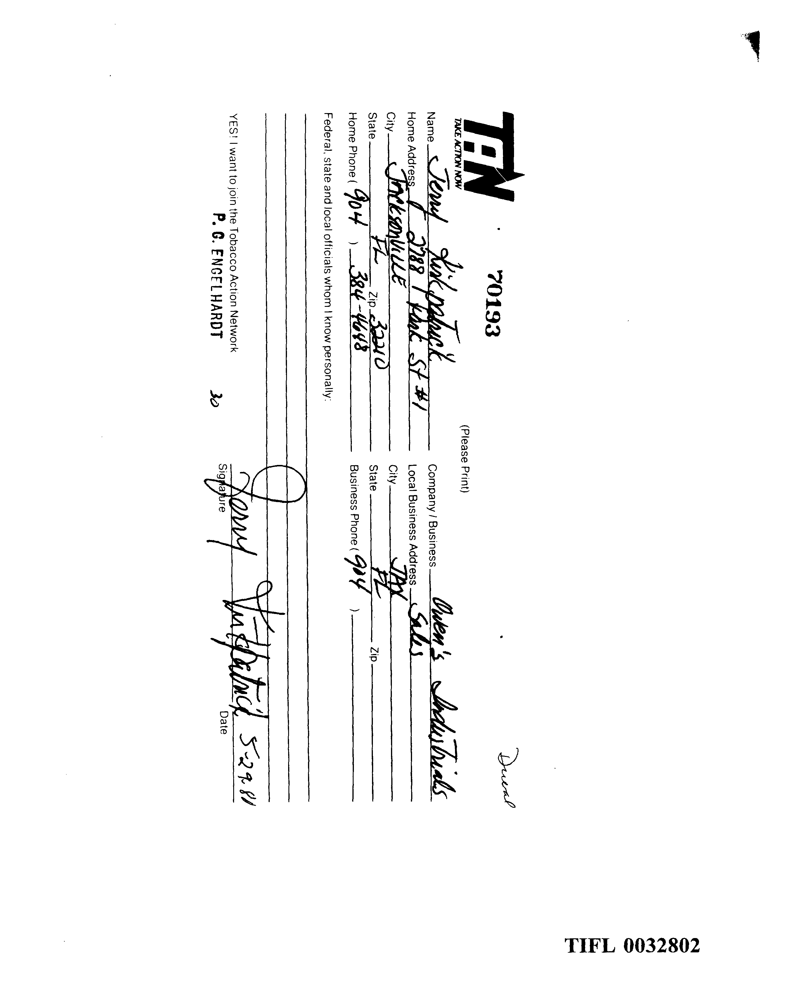 TAN
TAKE ACTION NOW
70193
Duval
(Please Print)
Name Jerry Kirkpatrick
Home Address 2788 Park St #1
City Jacksonville
State FL Zip 32210
Home Phone ( 904 ) 384-4648
Company / Business Owen's Industrials
Local Business Address Sales
City JAX
State FL Zip
Business Phone ( 904 )
Federal, state and local officials whom I know personally:
YES! I want to join the Tobacco Action Network
P. G. ENGELHARDT 30
Jerry Kirkpatrick 5-29-81
Signature Date
TIFL 0032802